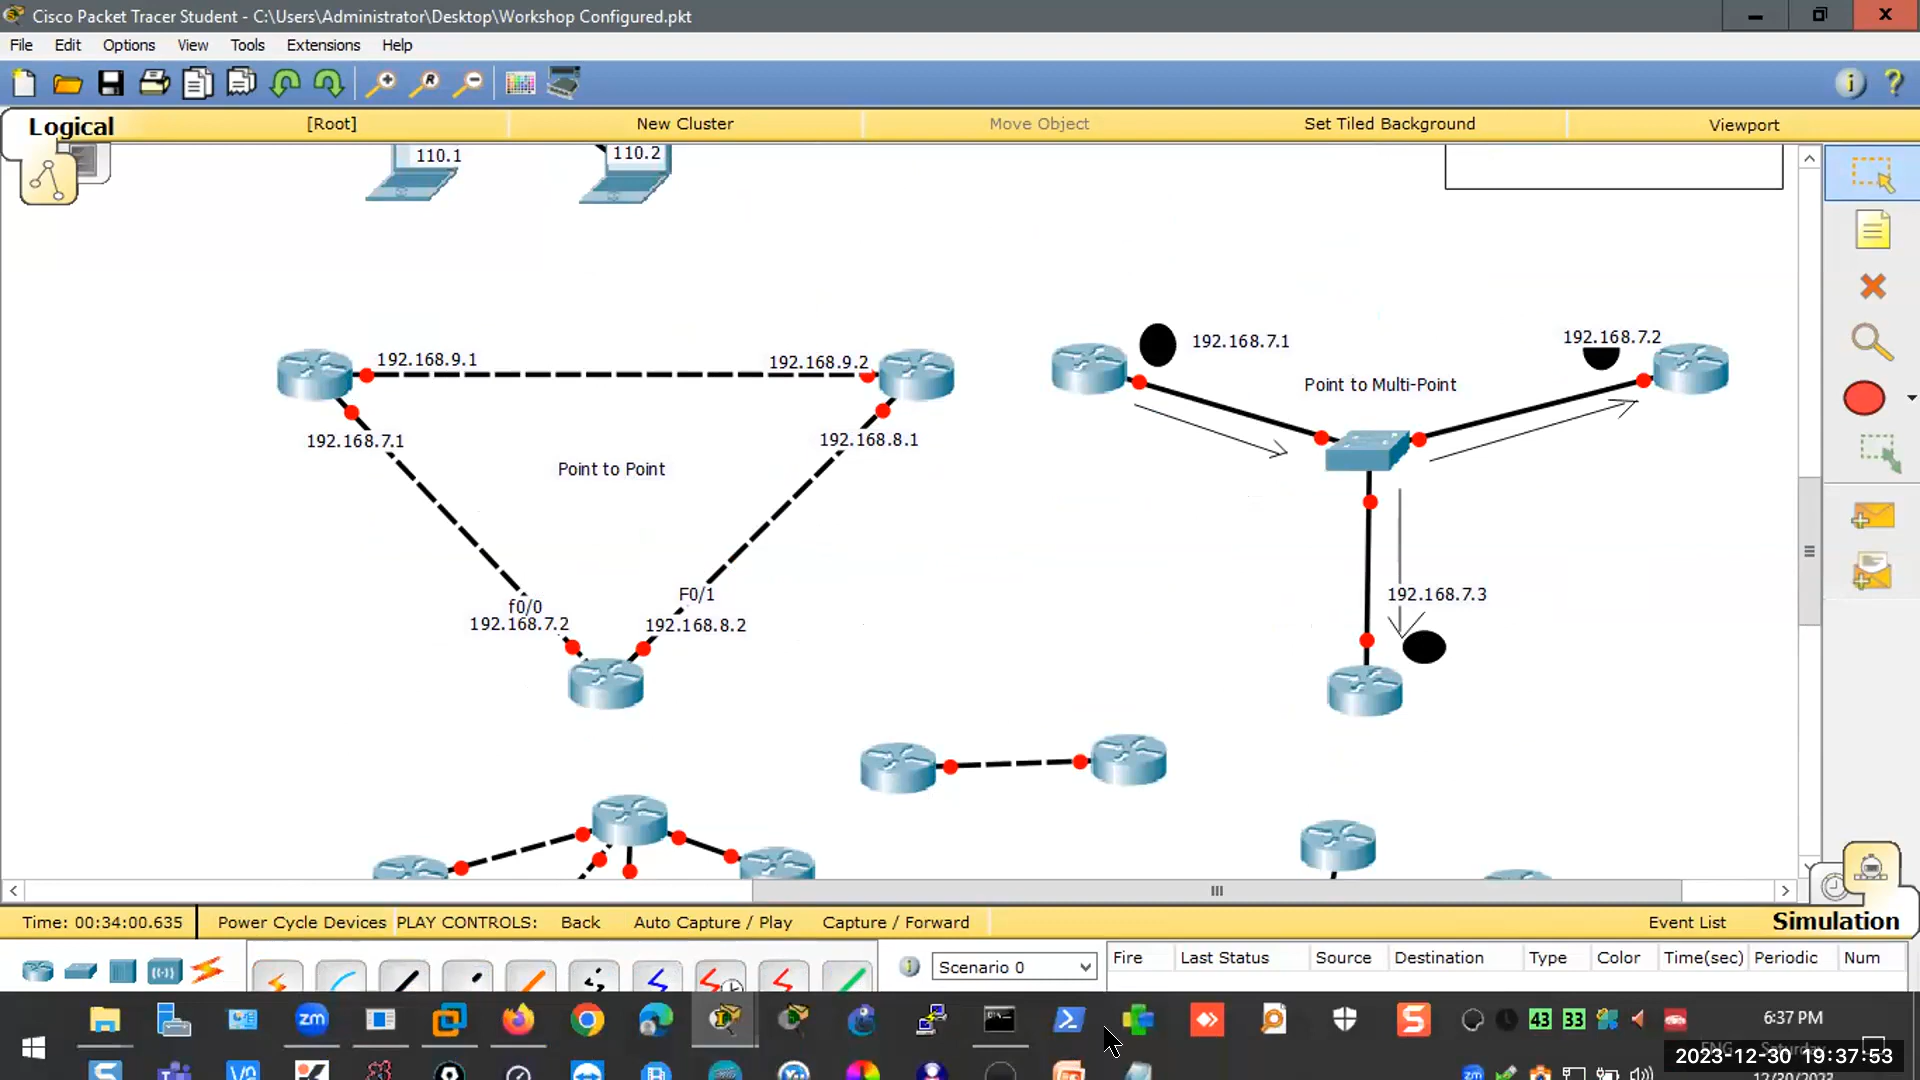 Cisco Packet Tracer Student - C:\Users\Administrator\Desktop\Workshop Configured.pkt
File Edit Options View Tools Extensions Help
Logical [Root] New Cluster Move Object Set Tiled Background Viewport
110.1 110.2
192.168.9.1 192.168.9.2
192.168.7.1 192.168.8.1
Point to Point
f0/0 F0/1
192.168.7.2 192.168.8.2
192.168.7.1 192.168.7.2
Point to Multi-Point
192.168.7.3
Time: 00:34:00.635 Power Cycle Devices PLAY CONTROLS: Back Auto Capture / Play Capture / Forward Event List Simulation
Scenario 0 Fire Last Status Source Destination Type Color Time(sec) Periodic Num
zm 43 33 6:37 PM
ENG Saturday
2023-12-30 19:37:53